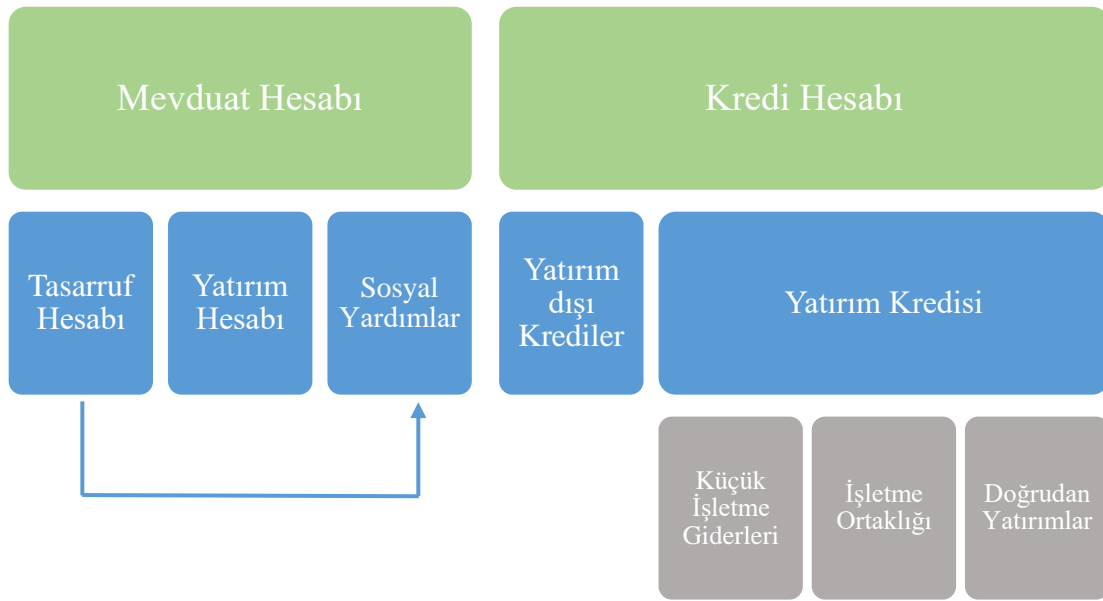 Mevduat Hesabı
Kredi Hesabı
Tasarruf
Hesabı
Yatırım
Hesabı
Sosyal
Yardımlar
Yatırım
dışı
Krediler
Yatırım Kredisi
Küçük
İşletme
Giderleri
İşletme
Ortaklığı
Doğrudan
Yatırımlar